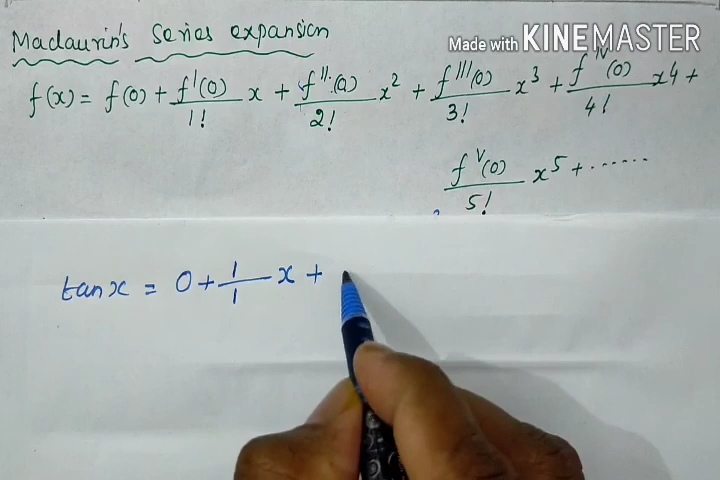 Made with KINEMASTER
Maclaurin's Series expansion
f(x) = f(0) + f'(0)/1! x + f''(0)/2! x² + f'''(0)/3! x³ + f^IV(0)/4! x⁴ +
f^V(0)/5! x⁵ + ......
tan x = 0 + 1/1 x +